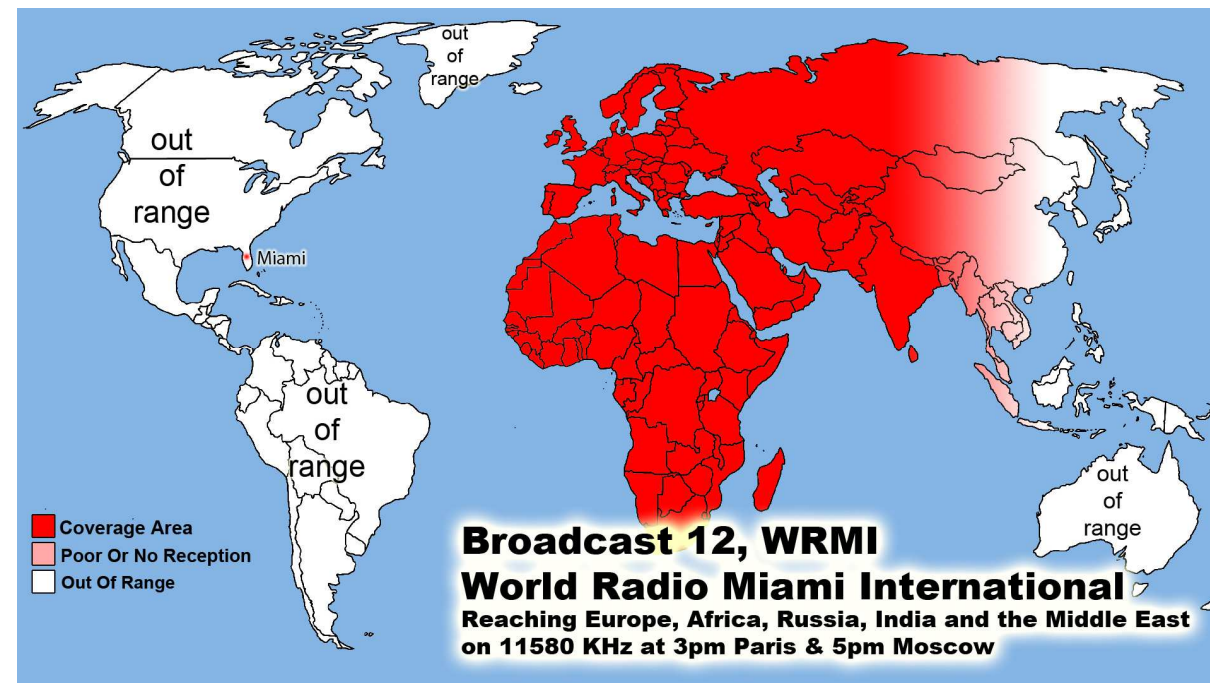 out
of
range
out
of
range
Miami
out
of
range
out
of
range
Coverage Area
Poor Or No Reception
Out Of Range
Broadcast 12, WRMI
World Radio Miami International
Reaching Europe, Africa, Russia, India and the Middle East
on 11580 KHz at 3pm Paris & 5pm Moscow